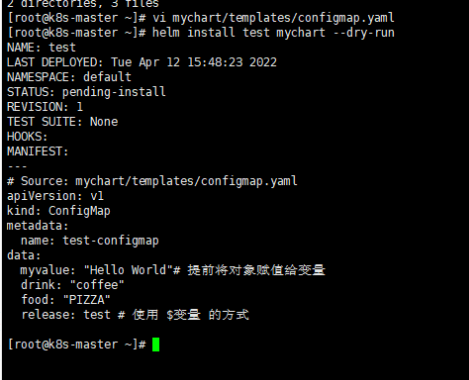 2 directories, 3 files
[root@k8s-master ~]# vi mychart/templates/configmap.yaml
[root@k8s-master ~]# helm install test mychart --dry-run
NAME: test
LAST DEPLOYED: Tue Apr 12 15:48:23 2022
NAMESPACE: default
STATUS: pending-install
REVISION: 1
TEST SUITE: None
HOOKS:
MANIFEST:
---
# Source: mychart/templates/configmap.yaml
apiVersion: v1
kind: ConfigMap
metadata:
  name: test-configmap
data:
  myvalue: "Hello World"# 提前将对象赋值给变量
  drink: "coffee"
  food: "PIZZA"
  release: test # 使用 $变量 的方式
[root@k8s-master ~]#